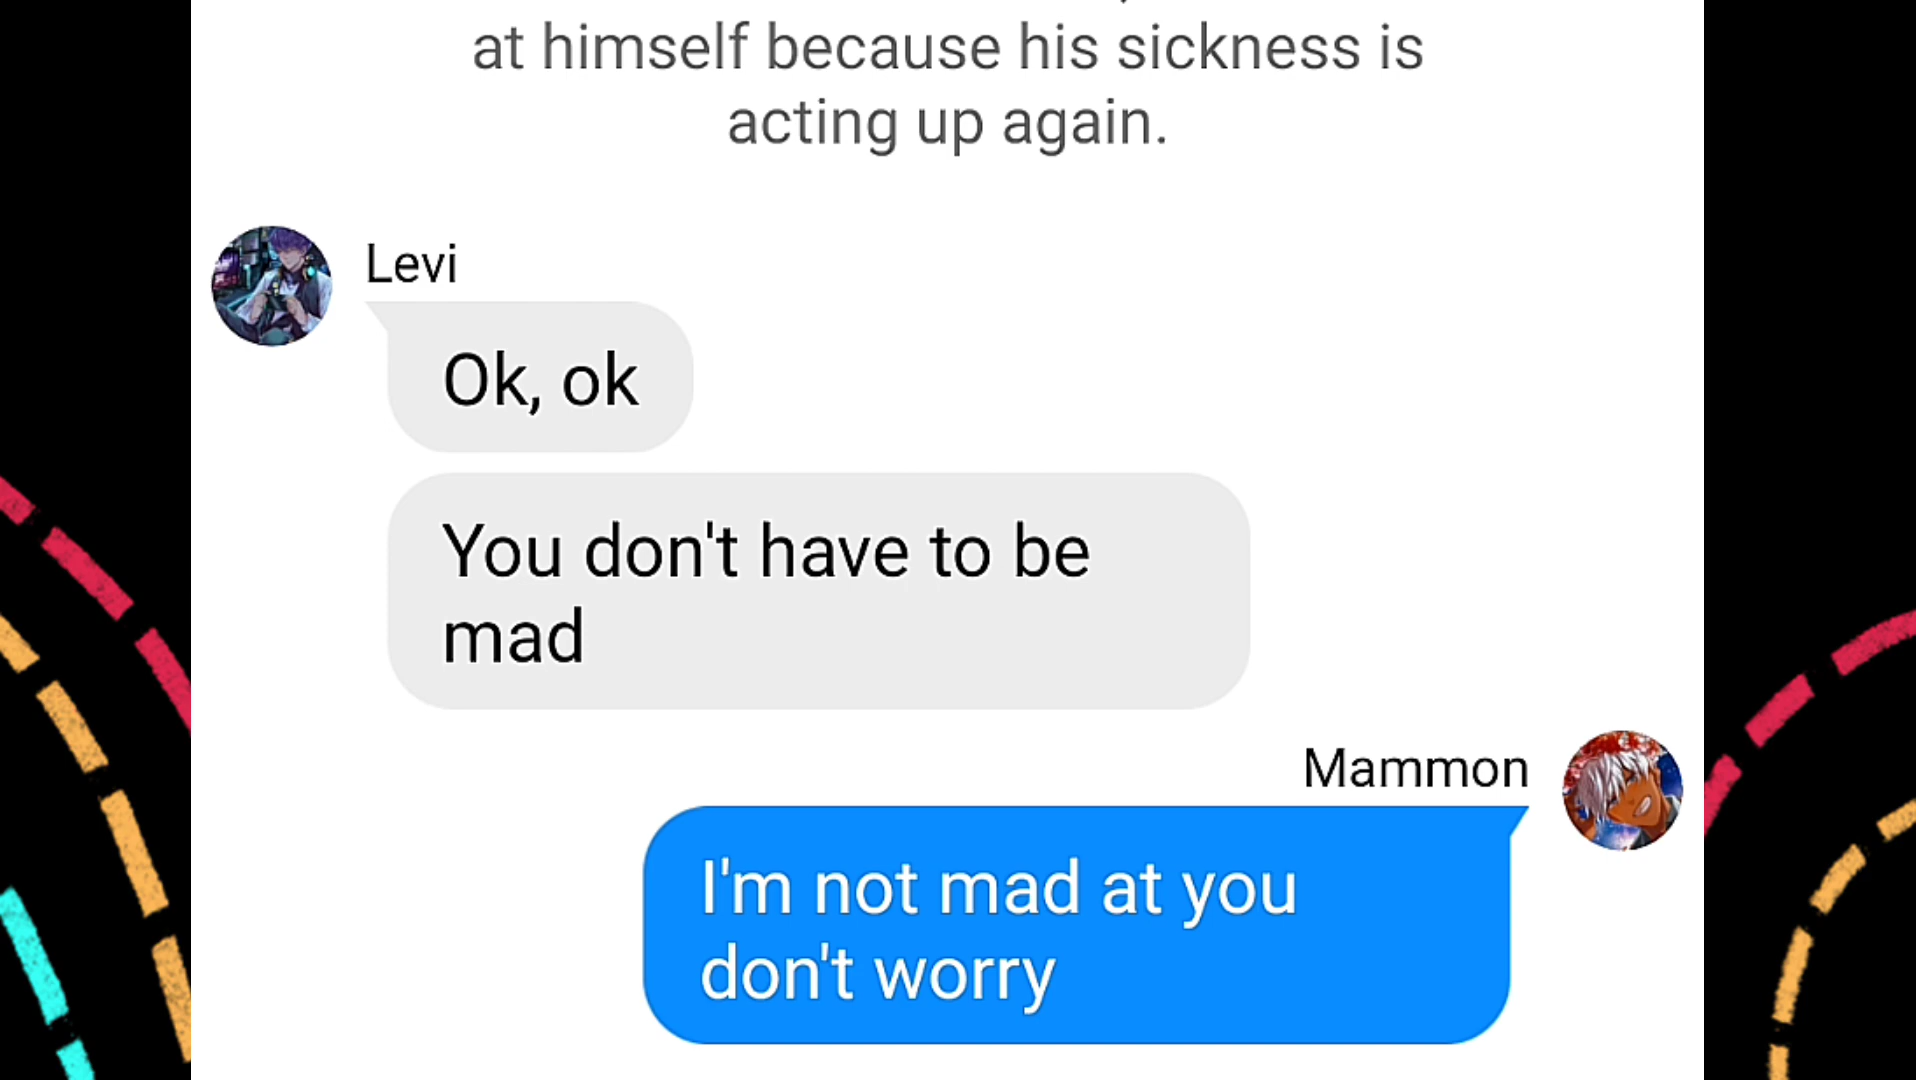 at himself because his sickness is
acting up again.
Levi
Ok, ok
You don't have to be
mad
Mammon
I'm not mad at you
don't worry